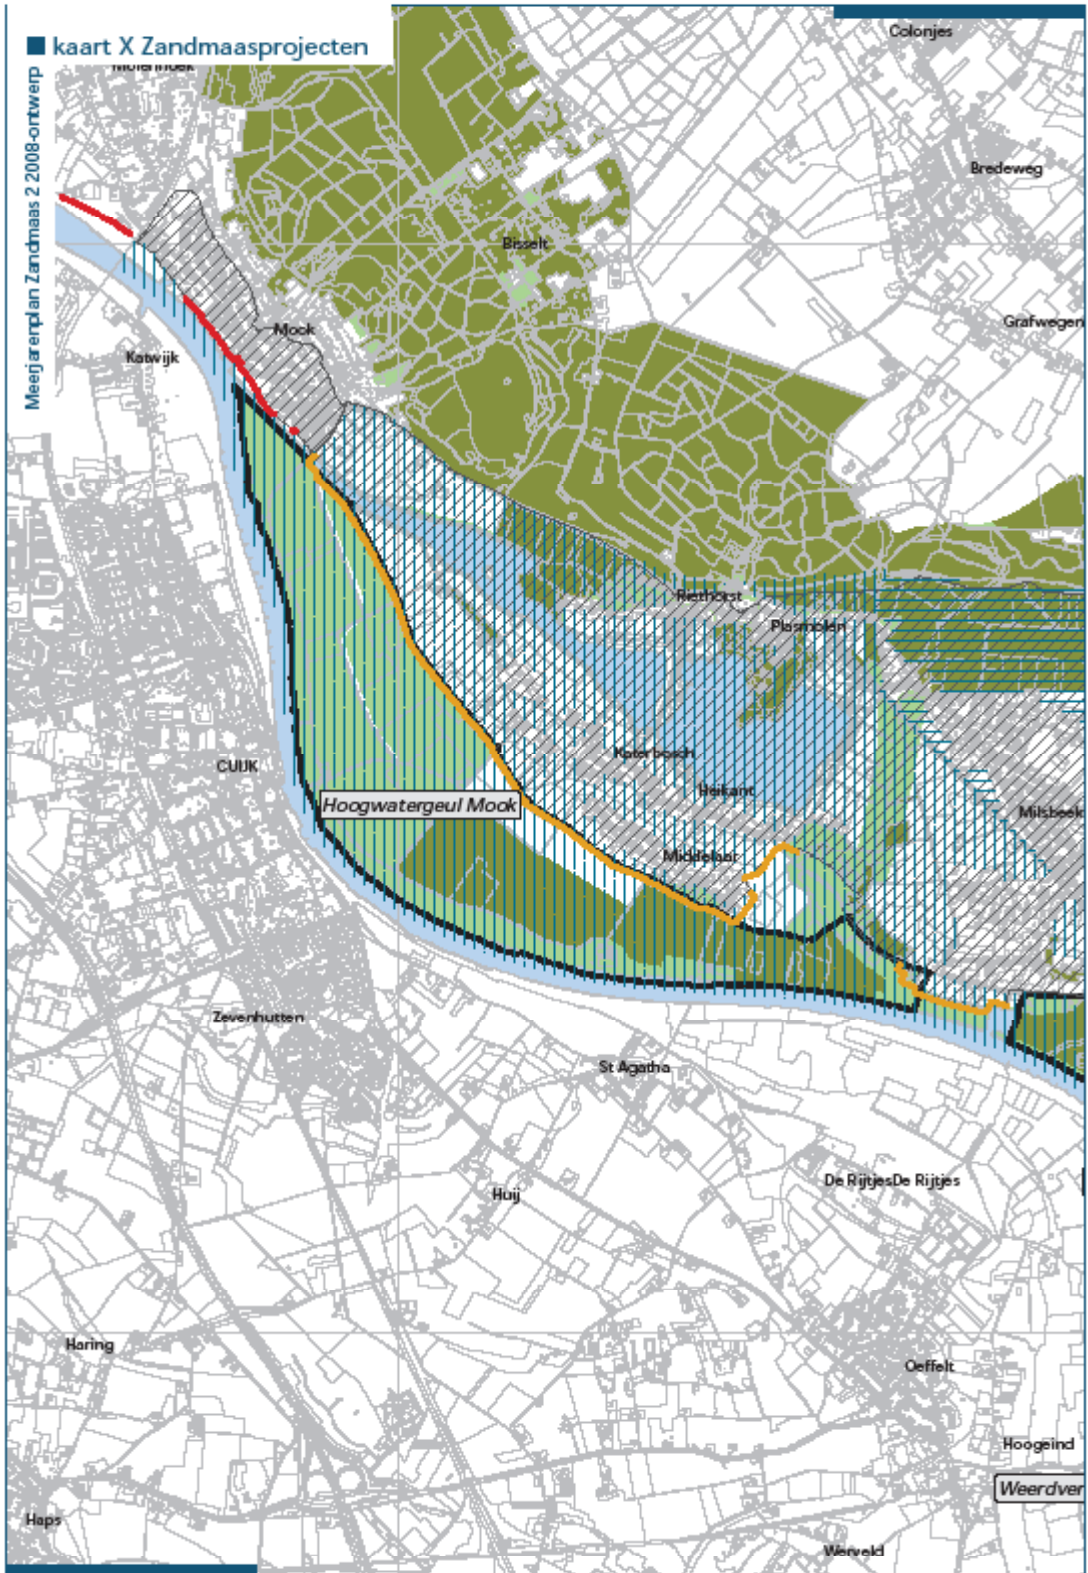 kaart X Zandmaasprojecten
Meerjarenplan Zandmaas 2 2008-ontwerp
Molenhoek
Colonjes
Bredeweg
Bisselt
Grafwegen
Mook
Katwijk
Riethorst
Plasmolen
Katerbosch
CUIJK
Heikant
Hoogwatergeul Mook
Milsbeek
Middelaar
Zevenhutten
St Agatha
De RijtjesDe Rijtjes
Huij
Haring
Oeffelt
Hoogeind
Weerdver
Haps
Werveld